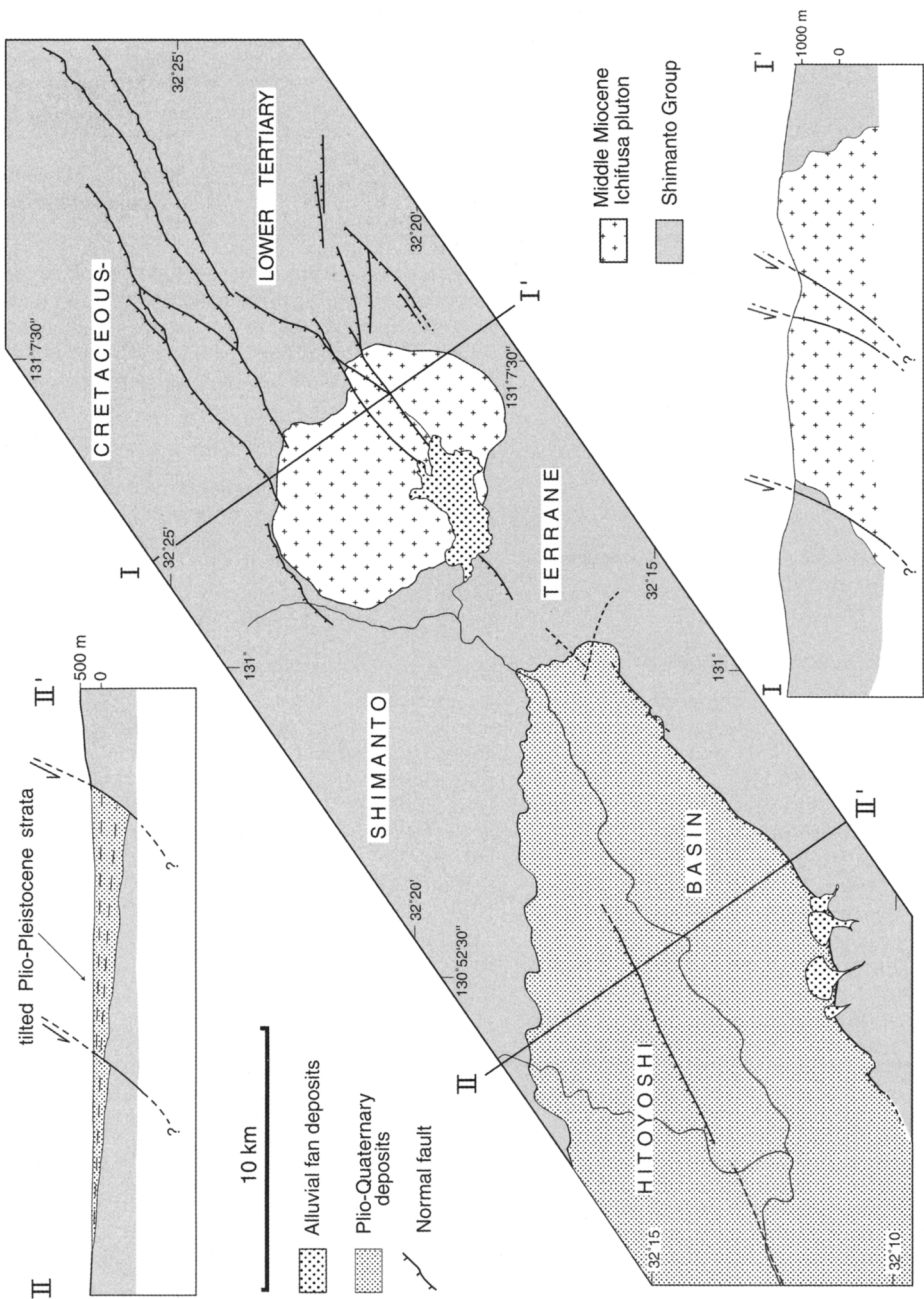 II
II'
500 m
0
tilted Plio-Pleistocene strata
?
?
10 km
Alluvial fan deposits
Plio-Quaternary
deposits
Normal fault
131°7'30"
32°25'
CRETACEOUS-
LOWER TERTIARY
32°20'
I
I'
32°25'
131°7'30"
131°
SHIMANTO
TERRANE
32°15'
131°
32°20'
130°52'30"
II
II'
HITOYOSHI
BASIN
32°15'
32°10'
Middle Miocene
Ichifusa pluton
Shimanto Group
I
I'
1000 m
0
?
?